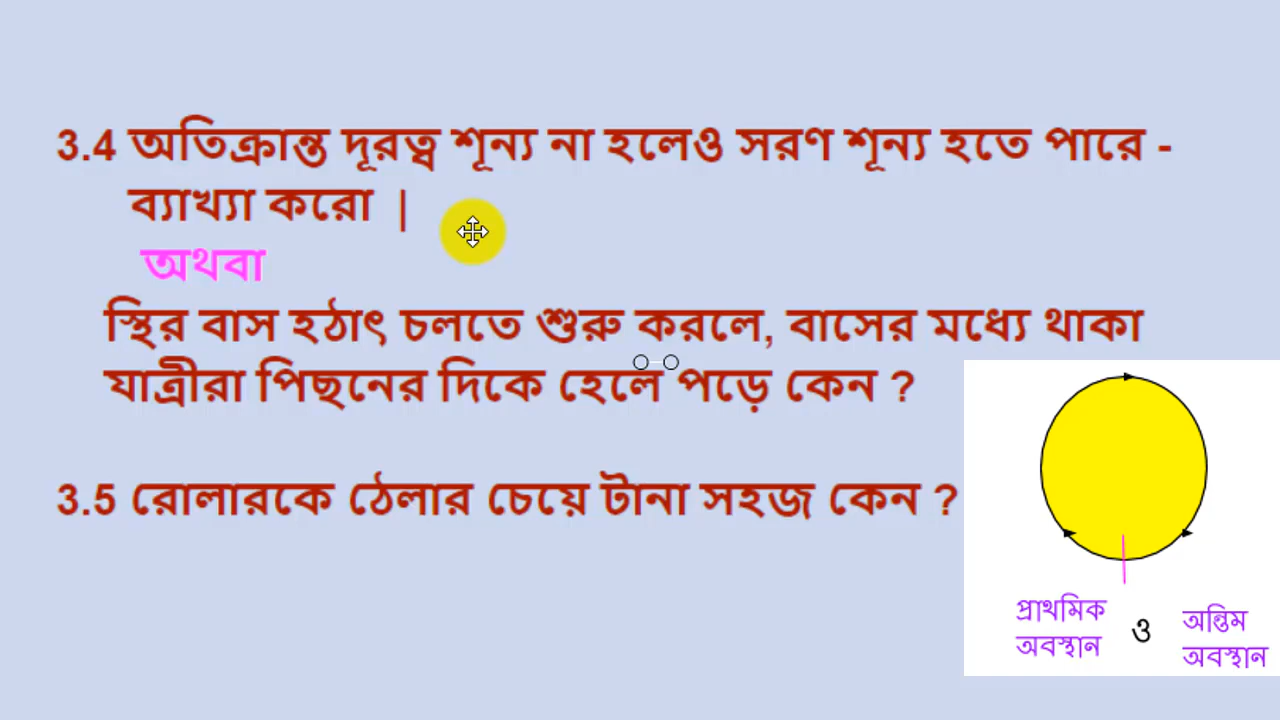 3.4 অতিক্রান্ত দূরত্ব শূন্য না হলেও সরণ শূন্য হতে পারে -
ব্যাখ্যা করো |
অথবা
স্থির বাস হঠাৎ চলতে শুরু করলে, বাসের মধ্যে থাকা
যাত্রীরা পিছনের দিকে হেলে পড়ে কেন ?
3.5 রোলারকে ঠেলার চেয়ে টানা সহজ কেন ?
প্রাথমিক
অবস্থান
ও
অন্তিম
অবস্থান